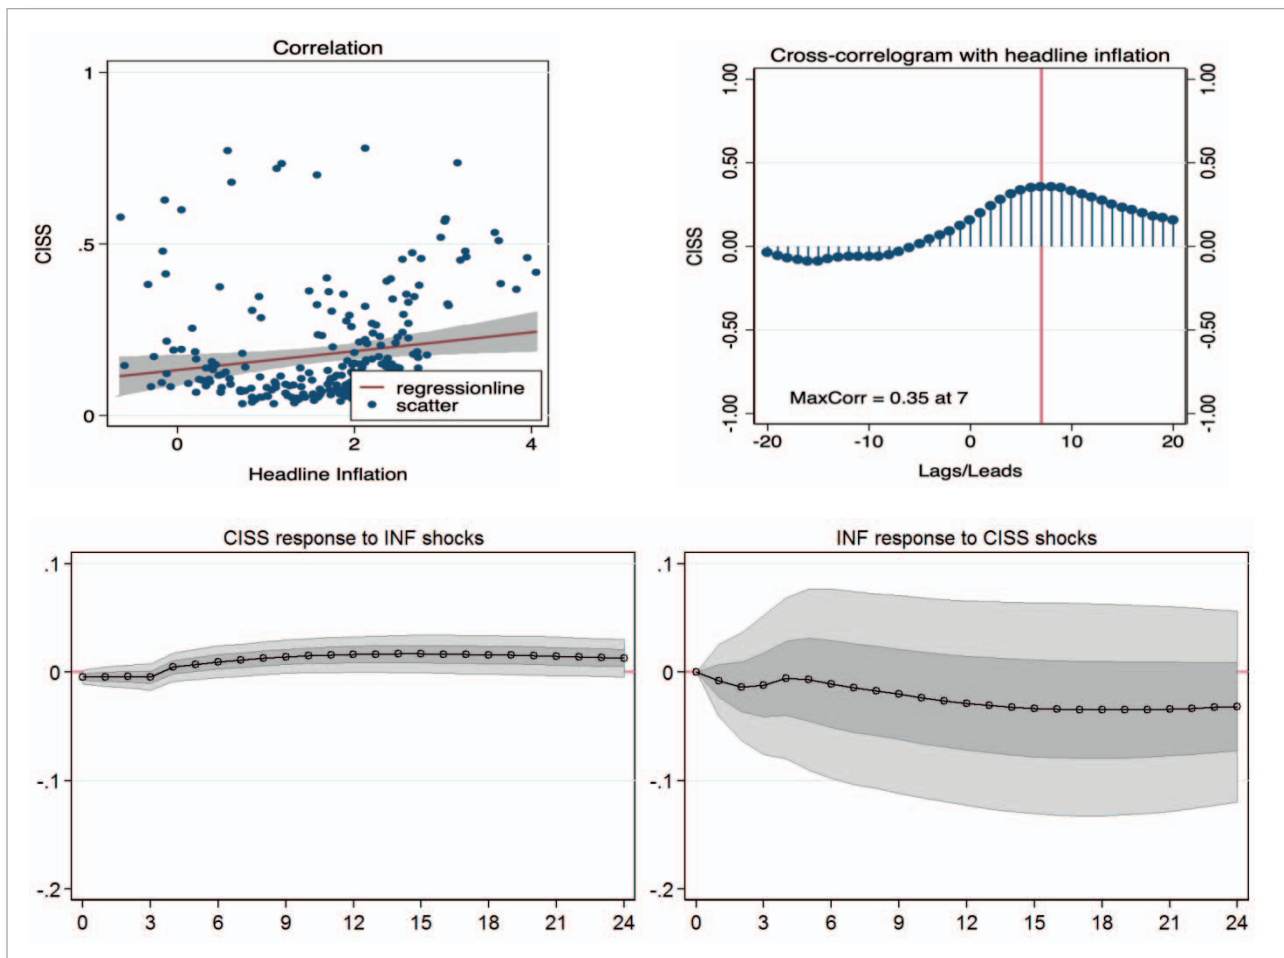 Correlation
1
.5
0
CISS
regressionline
scatter
0 2 4
Headline Inflation
Cross-correlogram with headline inflation
1.00 1.00
0.50 0.50
0.00 0.00
-0.50 -0.50
-1.00 -1.00
CISS
MaxCorr = 0.35 at 7
-20 -10 0 10 20
Lags/Leads
CISS response to INF shocks
.1
0
-.1
-.2
0 3 6 9 12 15 18 21 24
INF response to CISS shocks
.1
0
-.1
-.2
0 3 6 9 12 15 18 21 24